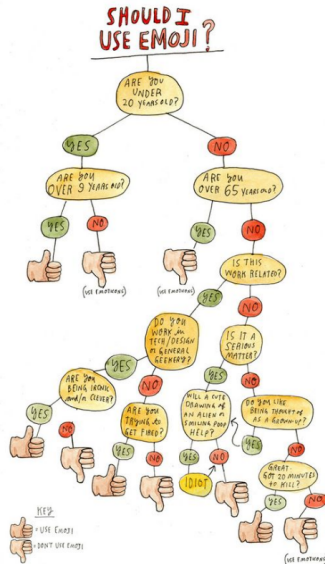 SHOULD I
USE EMOJI?
ARE YOU
UNDER
20 YEARS OLD?
YES
NO
ARE YOU
OVER 9 YEARS OLD?
ARE YOU
OVER 65 YEARS OLD?
YES
NO
YES
NO
(USE EMOTICONS)
(USE EMOTICONS)
IS THIS
WORK RELATED?
YES
NO
DO YOU
WORK in
TECH/DESIGN
or GENERAL
GEEKERY?
IS IT A
SERIOUS
MATTER?
YES
NO
YES
NO
ARE YOU
BEING IRONIC
and/or CLEVER?
WILL A CUTE
DRAWING OF
AN ALIEN or
SMILING POOP
HELP?
DO YOU LIKE
BEING THOUGHT of
AS A GROWN-UP?
YES
NO
ARE YOU
TRYING to
GET FIRED?
YES
NO
YES
NO
YES
NO
IDIOT
GREAT.
GOT 20 MINUTES
to KILL?
YES
NO
(USE EMOTICONS)
KEY
= USE EMOJI
= DON'T USE EMOJI